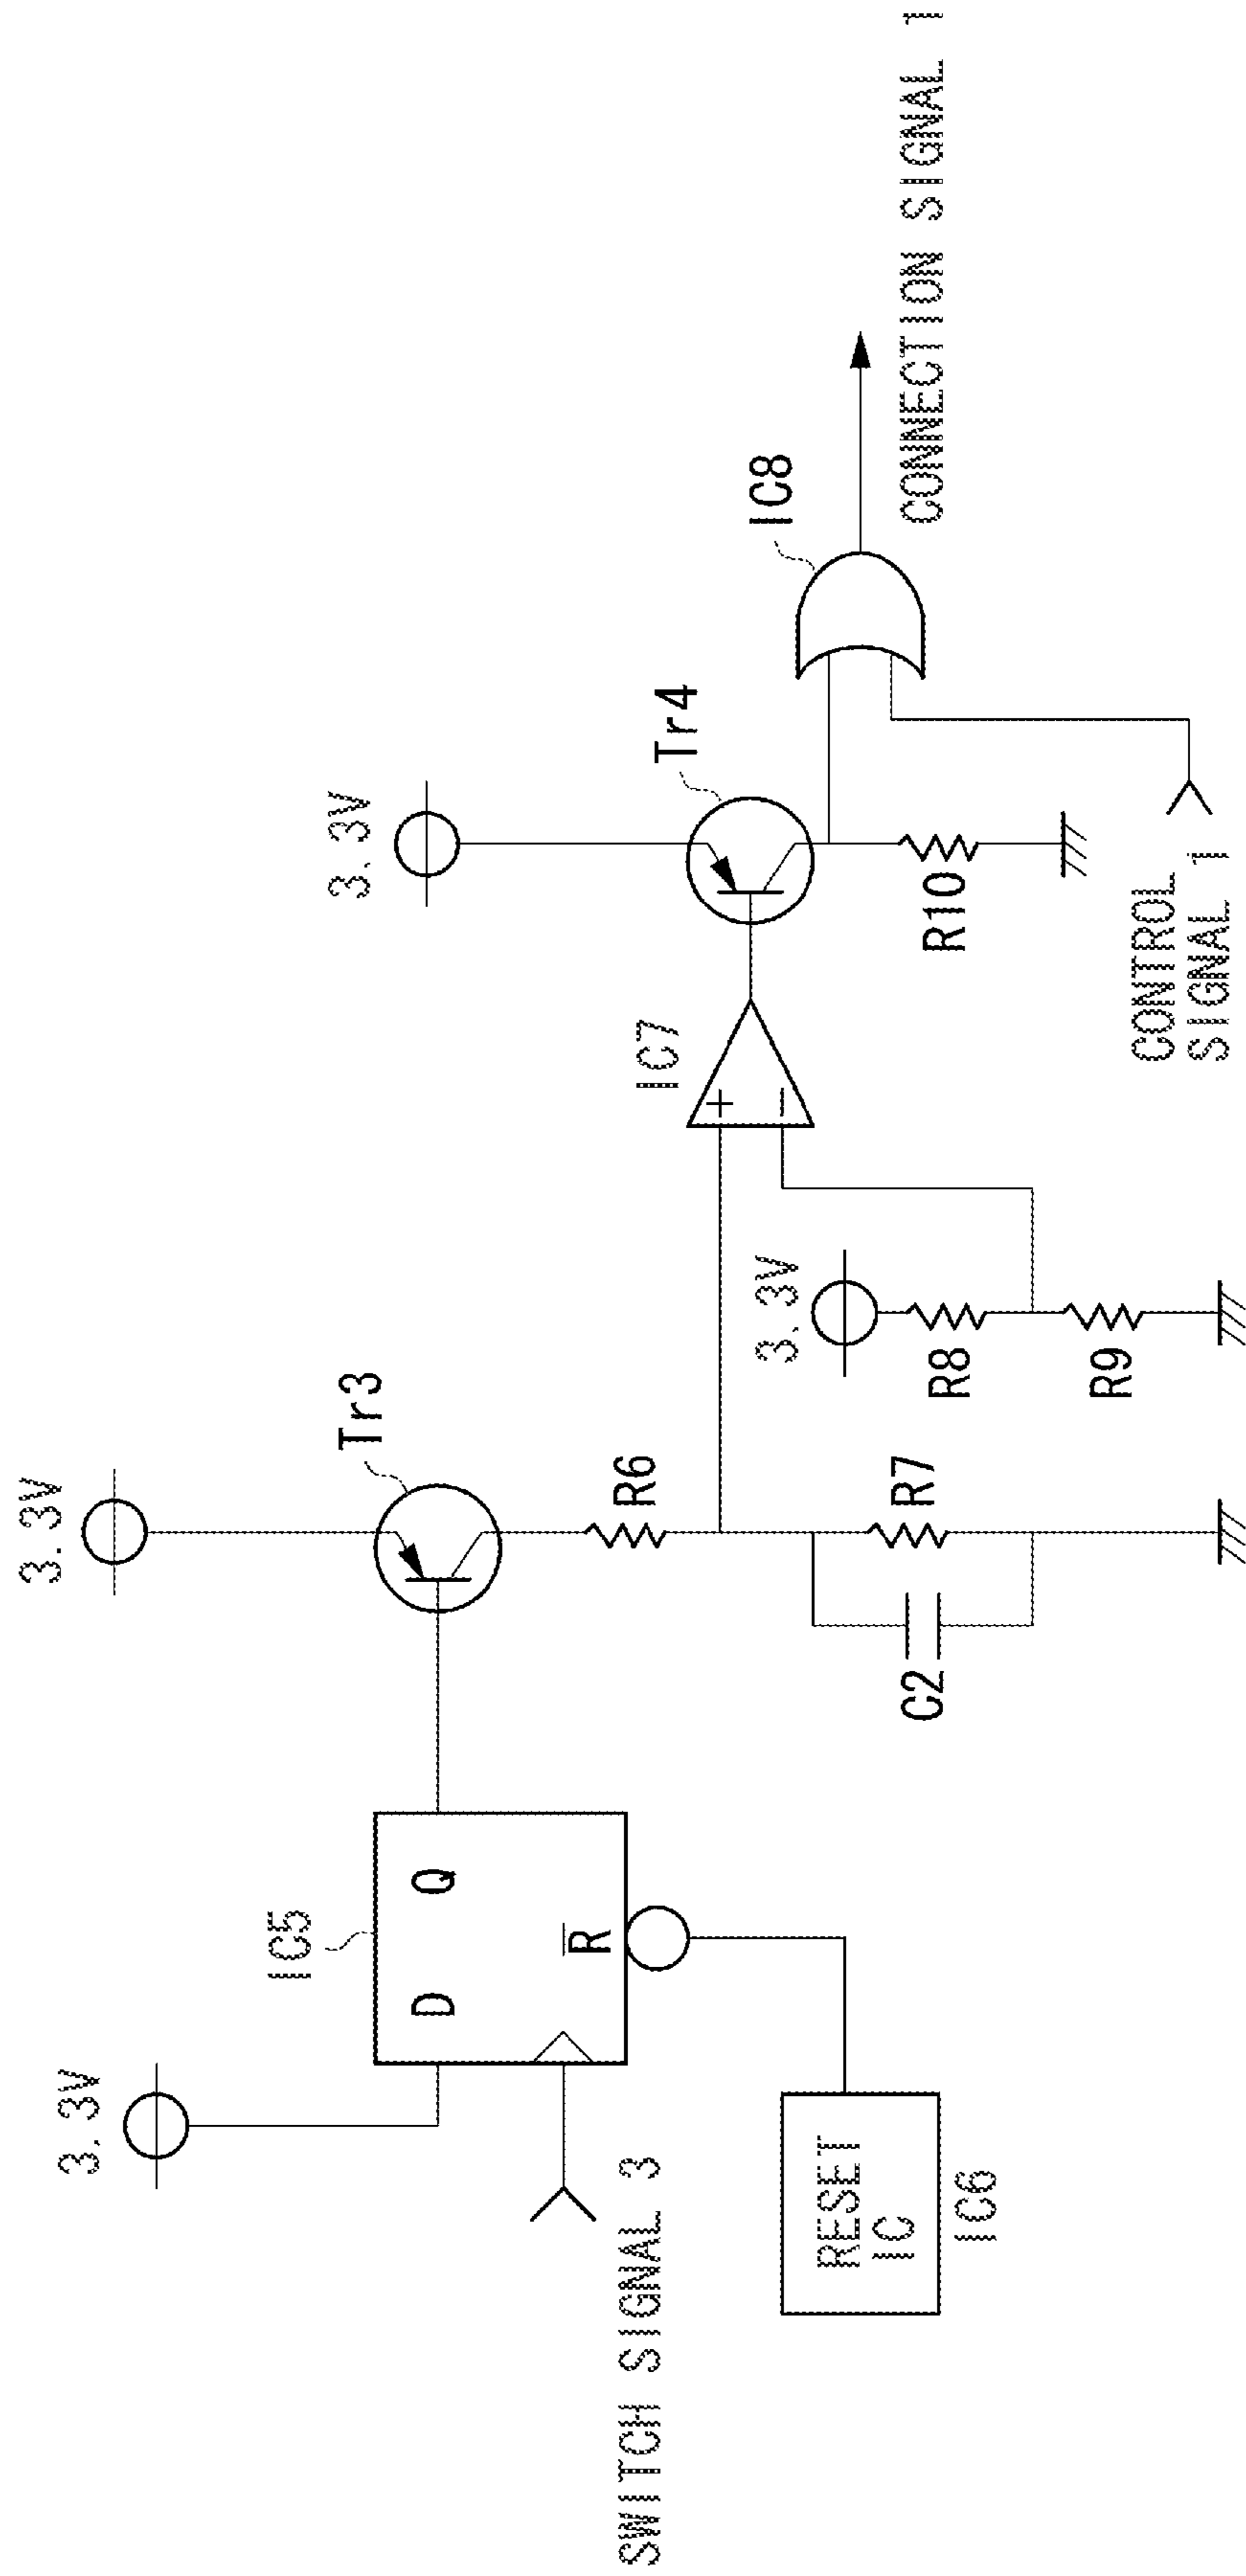 3. 3V
3. 3V
3. 3V
Tr3
IC5
D
Q
R
SWITCH SIGNAL 3
RESET
IC
IC6
R6
C2
R7
3. 3V
R8
R9
IC7
+
−
Tr4
R10
IC8
CONTROL
SIGNAL 1
CONNECTION SIGNAL 1